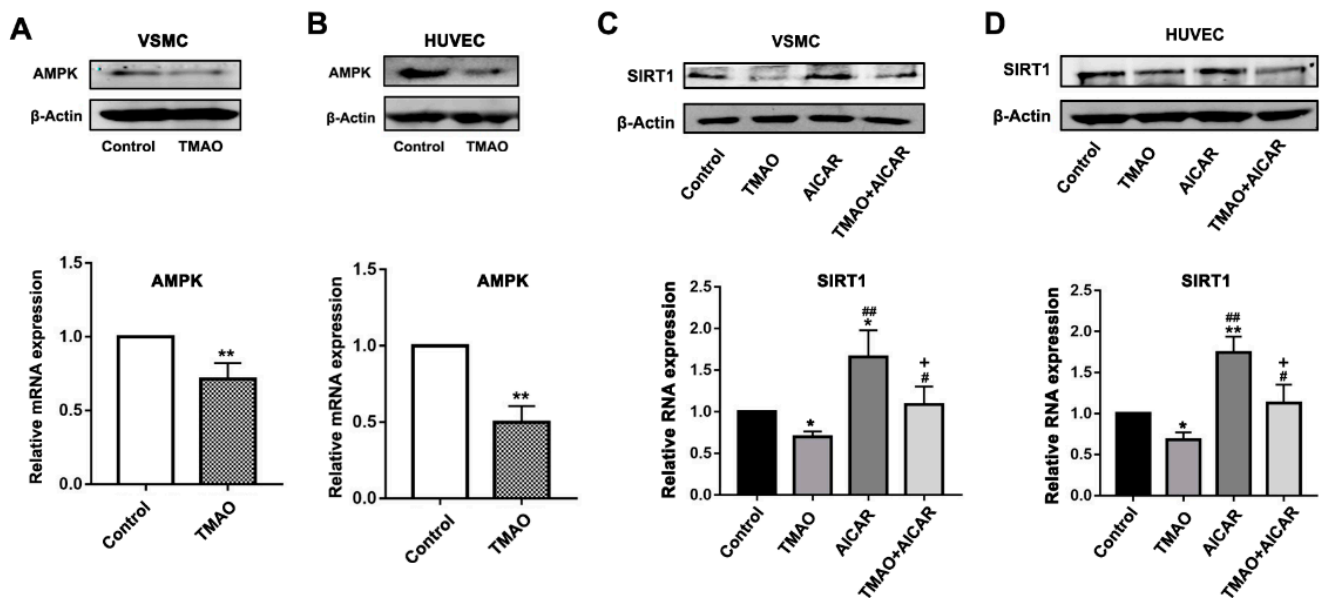 A
VSMC
AMPK
β-Actin
Control TMAO
Relative mRNA expression
1.5
1.0
0.5
0.0
AMPK
**
Control
TMAO
B
HUVEC
AMPK
β-Actin
Control TMAO
Relative mRNA expression
1.5
1.0
0.5
0.0
AMPK
**
Control
TMAO
C
VSMC
SIRT1
β-Actin
Control
TMAO
AICAR
TMAO+AICAR
SIRT1
Relative RNA expression
2.5
2.0
1.5
1.0
0.5
0.0
*
##
*
+
#
Control
TMAO
AICAR
TMAO+AICAR
D
HUVEC
SIRT1
β-Actin
Control
TMAO
AICAR
TMAO+AICAR
SIRT1
Relative RNA expression
2.5
2.0
1.5
1.0
0.5
0.0
*
##
**
+
#
Control
TMAO
AICAR
TMAO+AICAR